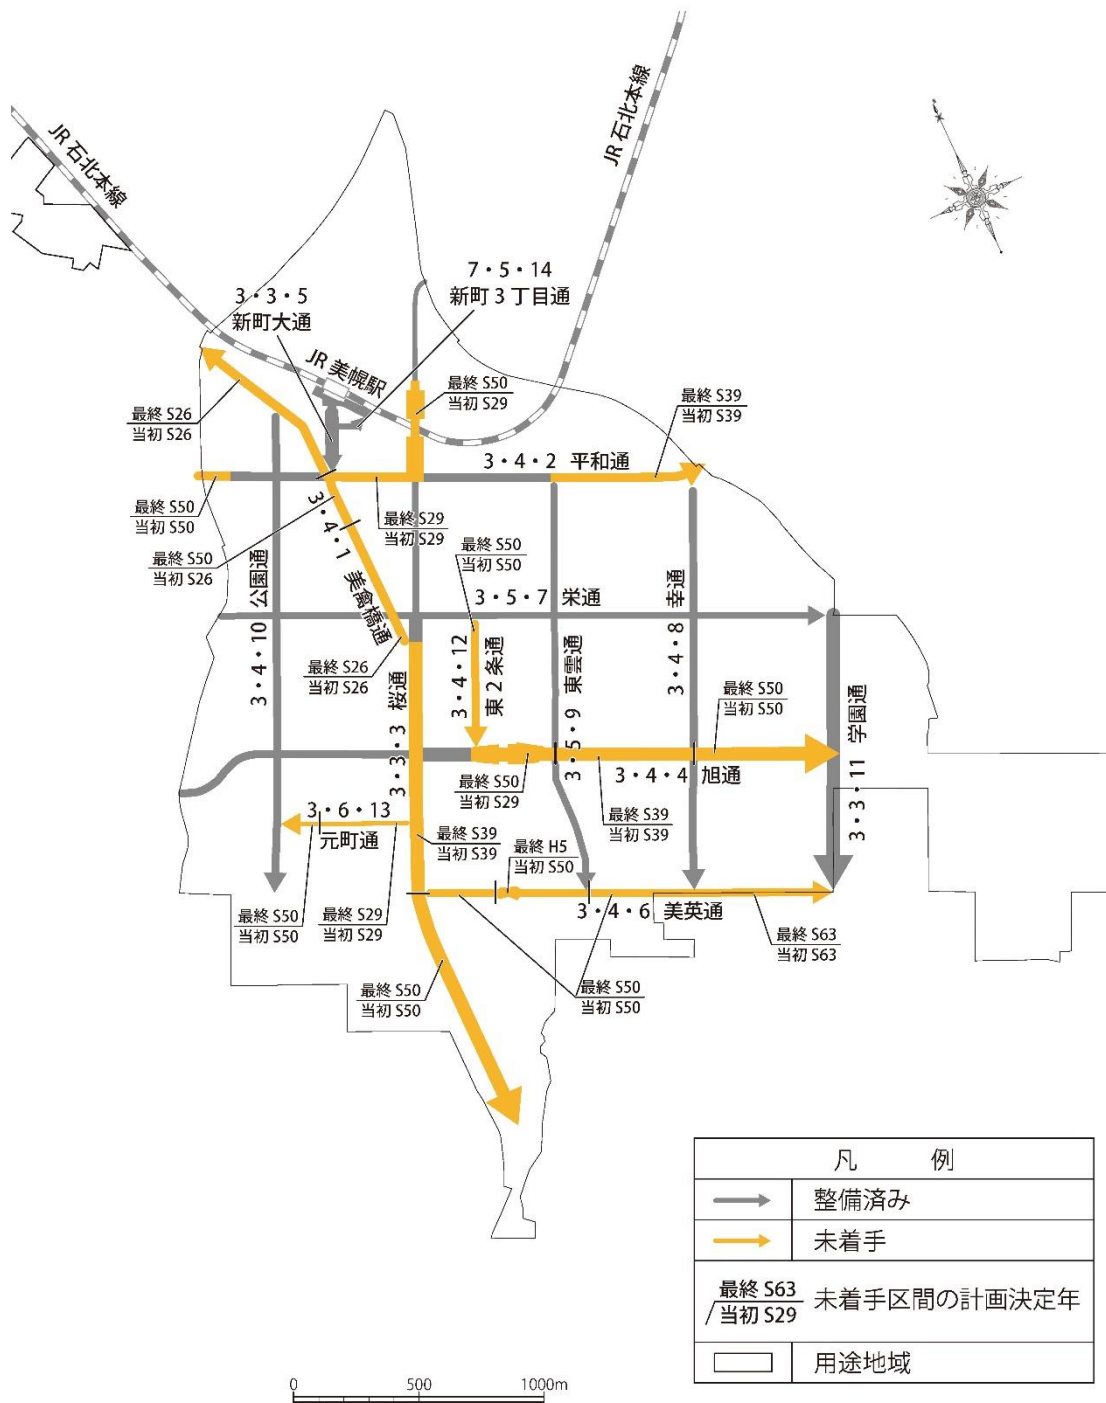 JR 石北本線
JR 石北本線
7・5・14
新町 3 丁目通
3・3・5
新町大通
JR 美幌駅
最終 S50
当初 S29
最終 S39
当初 S39
最終 S26
当初 S26
3・4・2 平和通
最終 S50
当初 S50
最終 S29
当初 S29
最終 S50
当初 S26
3・4・1 美禽橋通
最終 S50
当初 S50
3・4・10 公園通
3・5・7 栄通
3・4・12
東2条通
3・5・9 東雲通
3・4・8 幸通
最終 S26
当初 S26
3・3・3 桜通
最終 S50
当初 S50
3・3・11 学園通
最終 S50
当初 S29
3・4・4 旭通
最終 S39
当初 S39
3・6・13
元町通
最終 S39
当初 S39
最終 H5
当初 S50
最終 S50
当初 S50
最終 S29
当初 S29
3・4・6 美英通
最終 S63
当初 S63
最終 S50
当初 S50
最終 S50
当初 S50
凡 例
整備済み
未着手
最終 S63
当初 S29
未着手区間の計画決定年
用途地域
0 500 1000m